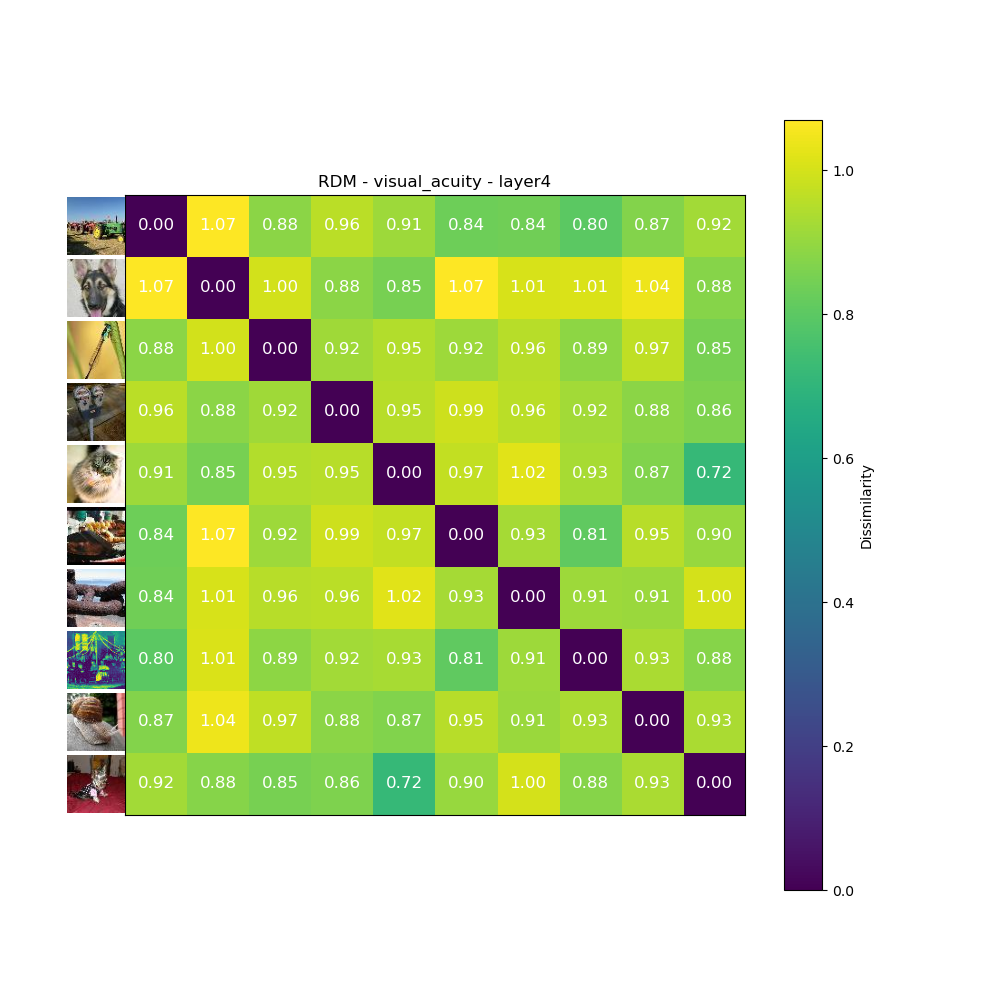 RDM - visual_acuity - layer4
0.00 1.07 0.88 0.96 0.91 0.84 0.84 0.80 0.87 0.92
1.07 0.00 1.00 0.88 0.85 1.07 1.01 1.01 1.04 0.88
0.88 1.00 0.00 0.92 0.95 0.92 0.96 0.89 0.97 0.85
0.96 0.88 0.92 0.00 0.95 0.99 0.96 0.92 0.88 0.86
0.91 0.85 0.95 0.95 0.00 0.97 1.02 0.93 0.87 0.72
0.84 1.07 0.92 0.99 0.97 0.00 0.93 0.81 0.95 0.90
0.84 1.01 0.96 0.96 1.02 0.93 0.00 0.91 0.91 1.00
0.80 1.01 0.89 0.92 0.93 0.81 0.91 0.00 0.93 0.88
0.87 1.04 0.97 0.88 0.87 0.95 0.91 0.93 0.00 0.93
0.92 0.88 0.85 0.86 0.72 0.90 1.00 0.88 0.93 0.00
1.0
0.8
0.6
0.4
0.2
0.0
Dissimilarity